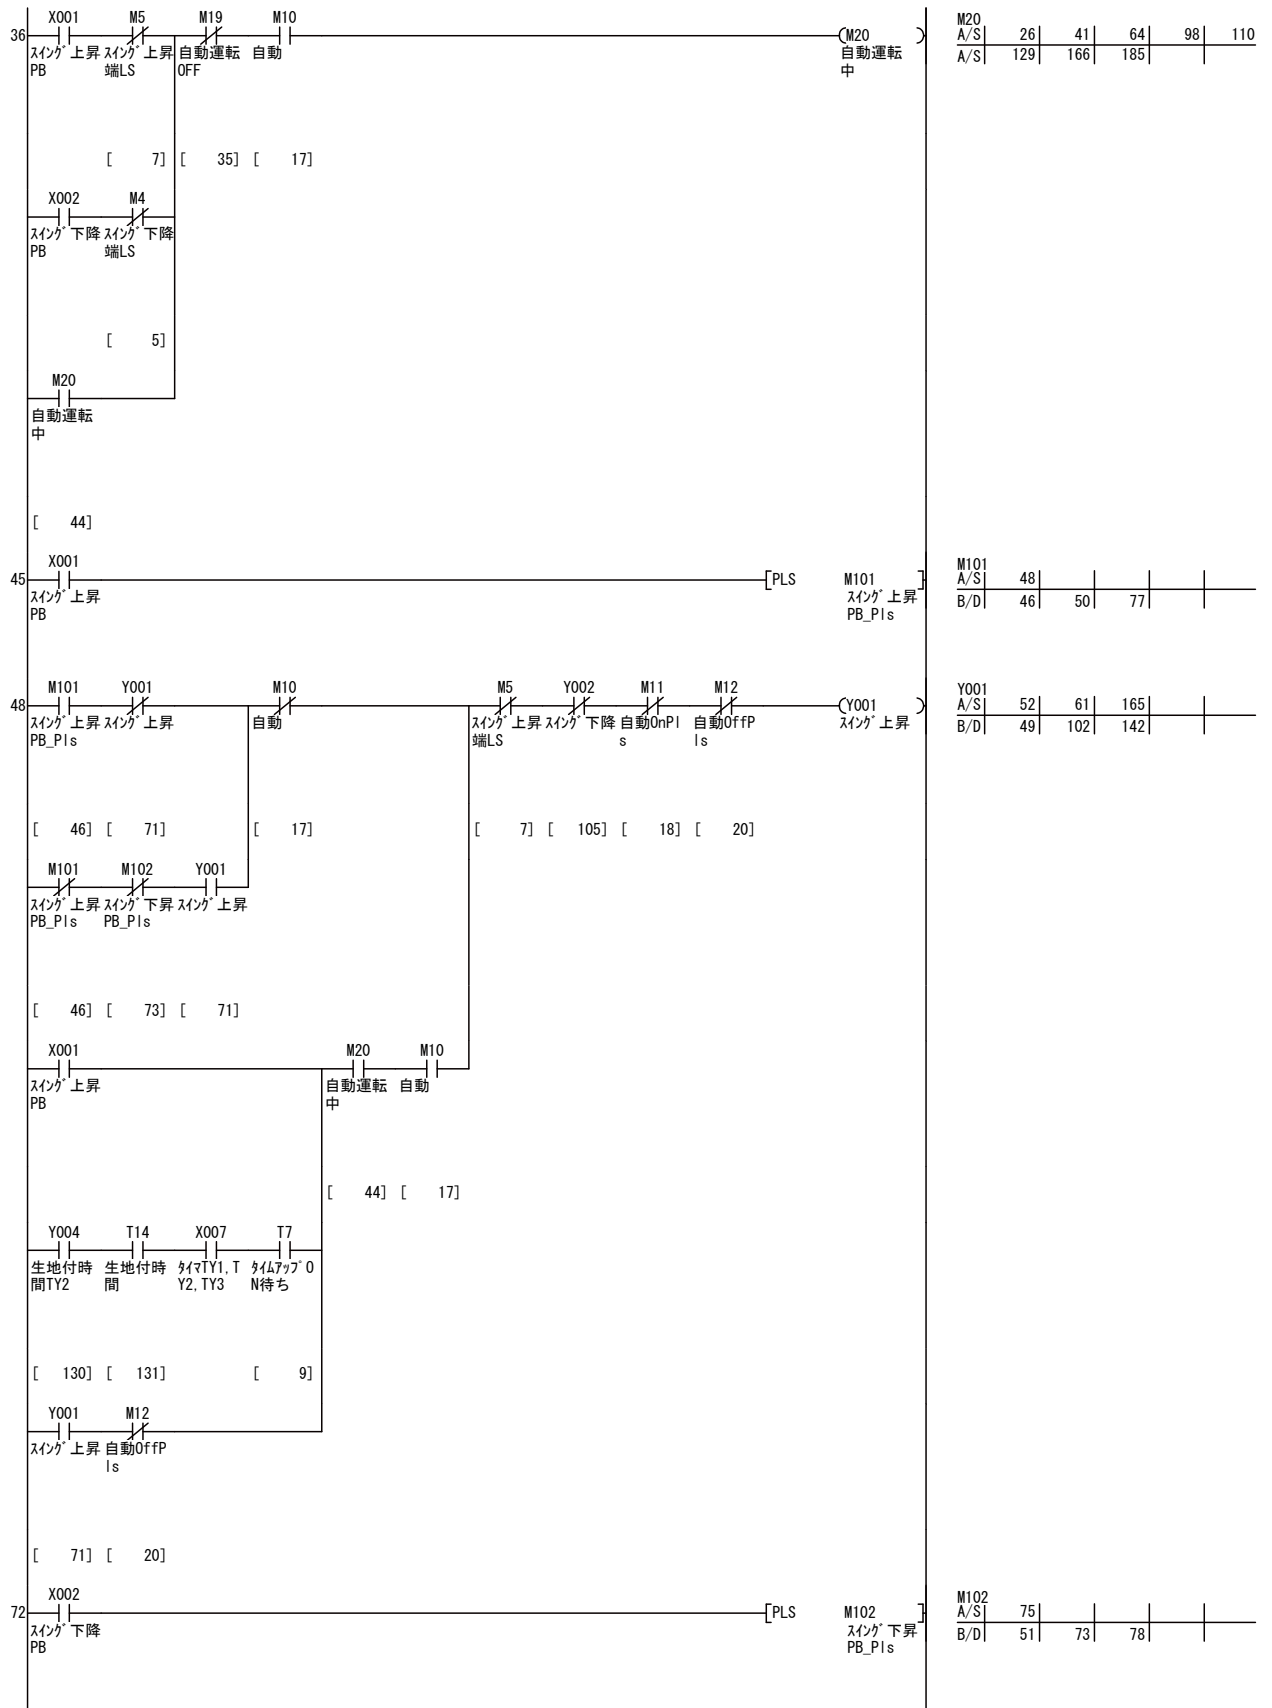 X001 M5 M19 M10 M20
36 (M20 ) A/S 26 41 64 98 110
ｽｲﾝｸﾞ上昇 ｽｲﾝｸﾞ上昇 自動運転 自動 自動運転 A/S 129 166 185
PB 端LS OFF 中
[ 7] [ 35] [ 17]
X002 M4
ｽｲﾝｸﾞ下降 ｽｲﾝｸﾞ下降
PB 端LS
[ 5]
M20
自動運転
中
[ 44]
X001 M101
45 [PLS M101 ] A/S 48
ｽｲﾝｸﾞ上昇 ｽｲﾝｸﾞ上昇 B/D 46 50 77
PB PB_Pls
M101 Y001 M10 M5 Y002 M11 M12 Y001
48 (Y001 ) A/S 52 61 165
ｽｲﾝｸﾞ上昇 ｽｲﾝｸﾞ上昇 自動 ｽｲﾝｸﾞ上昇 ｽｲﾝｸﾞ下降 自動OnPl 自動OffP ｽｲﾝｸﾞ上昇 B/D 49 102 142
PB_Pls 端LS s ls
[ 46] [ 71] [ 17] [ 7] [ 105] [ 18] [ 20]
M101 M102 Y001
ｽｲﾝｸﾞ上昇 ｽｲﾝｸﾞ下昇 ｽｲﾝｸﾞ上昇
PB_Pls PB_Pls
[ 46] [ 73] [ 71]
X001 M20 M10
ｽｲﾝｸﾞ上昇 自動運転 自動
PB 中
[ 44] [ 17]
Y004 T14 X007 T7
生地付時 生地付時 ﾀｲﾏTY1,T ﾀｲﾑｱｯﾌﾟO
間TY2 間 Y2,TY3 N待ち
[ 130] [ 131] [ 9]
Y001 M12
ｽｲﾝｸﾞ上昇 自動OffP
ls
[ 71] [ 20]
X002 M102
72 [PLS M102 ] A/S 75
ｽｲﾝｸﾞ下降 ｽｲﾝｸﾞ下昇 B/D 51 73 78
PB PB_Pls